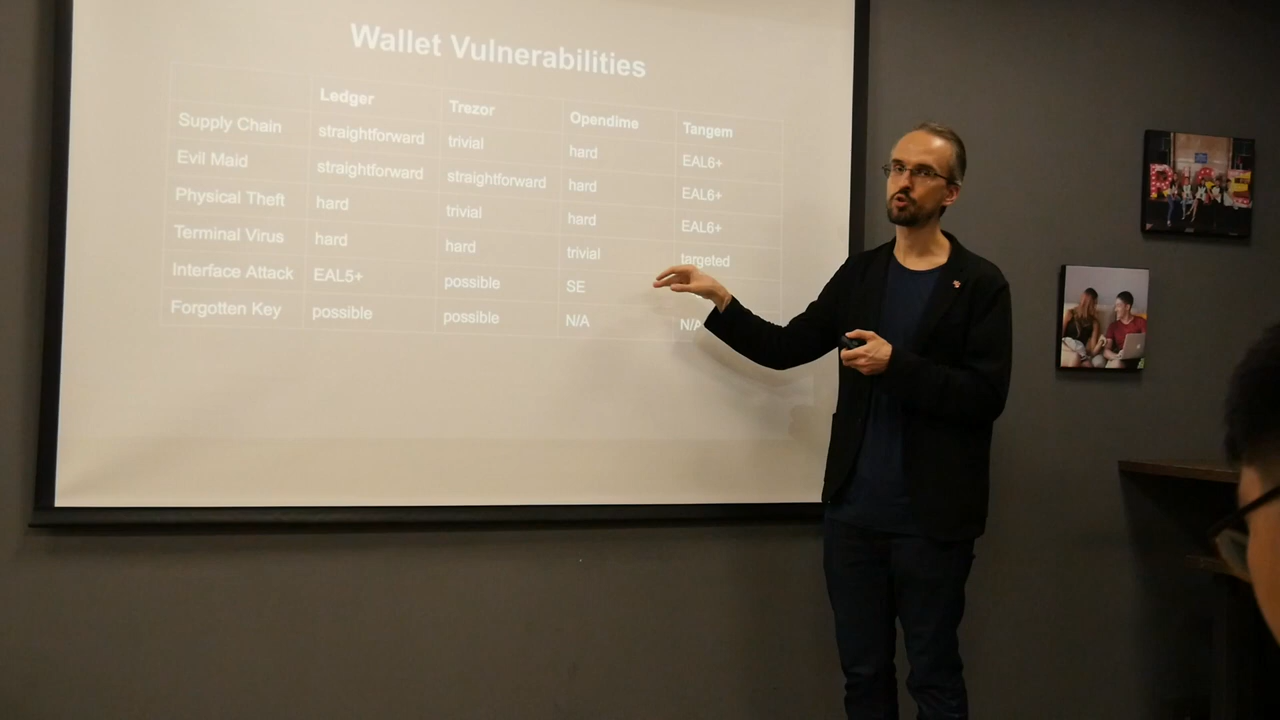 Wallet Vulnerabilities
Ledger Trezor Opendime Tangem
Supply Chain straightforward trivial hard EAL6+
Evil Maid straightforward straightforward hard EAL6+
Physical Theft hard trivial hard EAL6+
Terminal Virus hard hard trivial targeted
Interface Attack EAL5+ possible SE
Forgotten Key possible possible N/A N/A